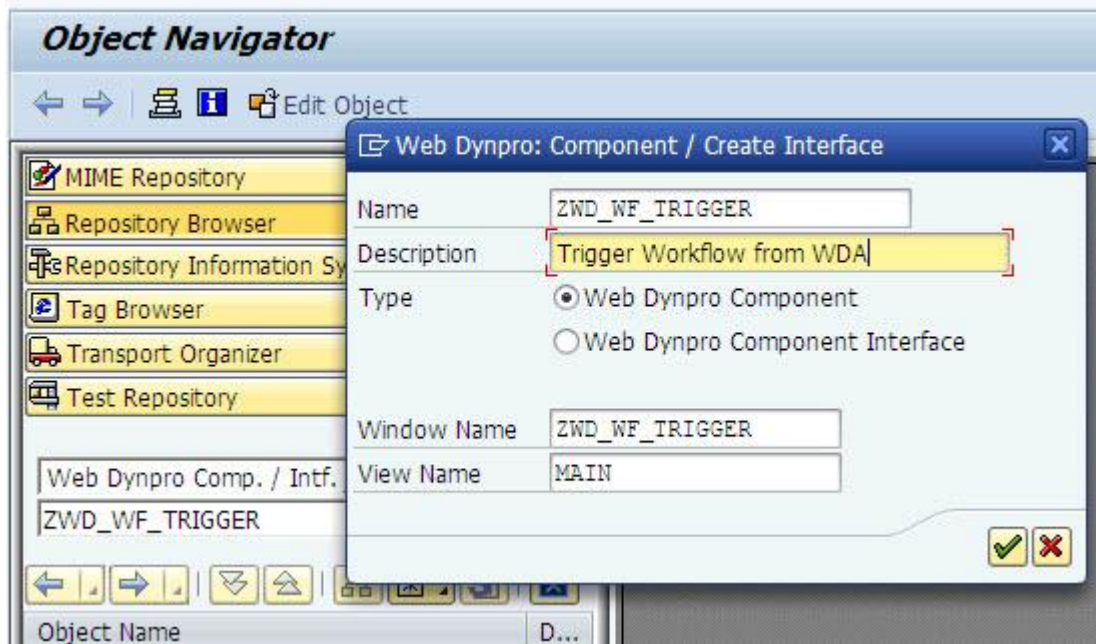 Object Navigator
Edit Object
Web Dynpro: Component / Create Interface
MIME Repository
Repository Browser
Repository Information Sy
Tag Browser
Transport Organizer
Test Repository
Web Dynpro Comp. / Intf.
ZWD_WF_TRIGGER
Object Name
D...
Name ZWD_WF_TRIGGER
Description Trigger Workflow from WDA
Type Web Dynpro Component
Web Dynpro Component Interface
Window Name ZWD_WF_TRIGGER
View Name MAIN